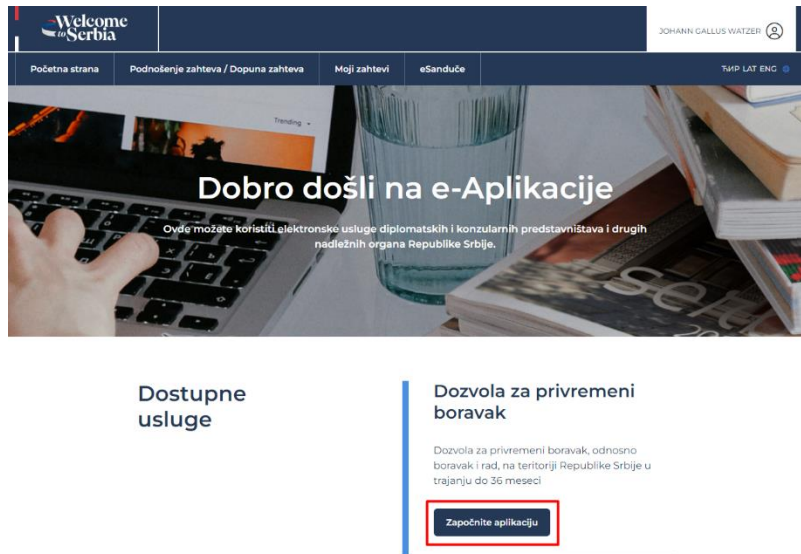 Welcome
to Serbia
JOHANN GALLUS WATZER
Početna strana
Podnošenje zahteva / Dopuna zahteva
Moji zahtevi
eSanduče
ЋИР LAT ENG
Trending
Dobro došli na e-Aplikacije
Ovde možete koristiti elektronske usluge diplomatskih i konzularnih predstavništava i drugih
nadležnih organa Republike Srbije.
Dostupne
usluge
Dozvola za privremeni
boravak
Dozvola za privremeni boravak, odnosno
boravak i rad, na teritoriji Republike Srbije u
trajanju do 36 meseci
Započnite aplikaciju